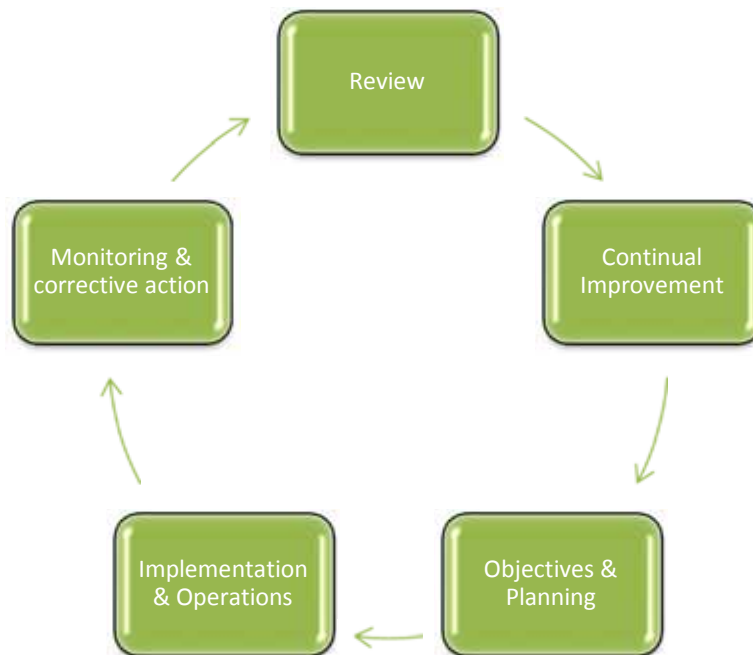 Review
Continual
Improvement
Objectives &
Planning
Implementation
& Operations
Monitoring &
corrective action